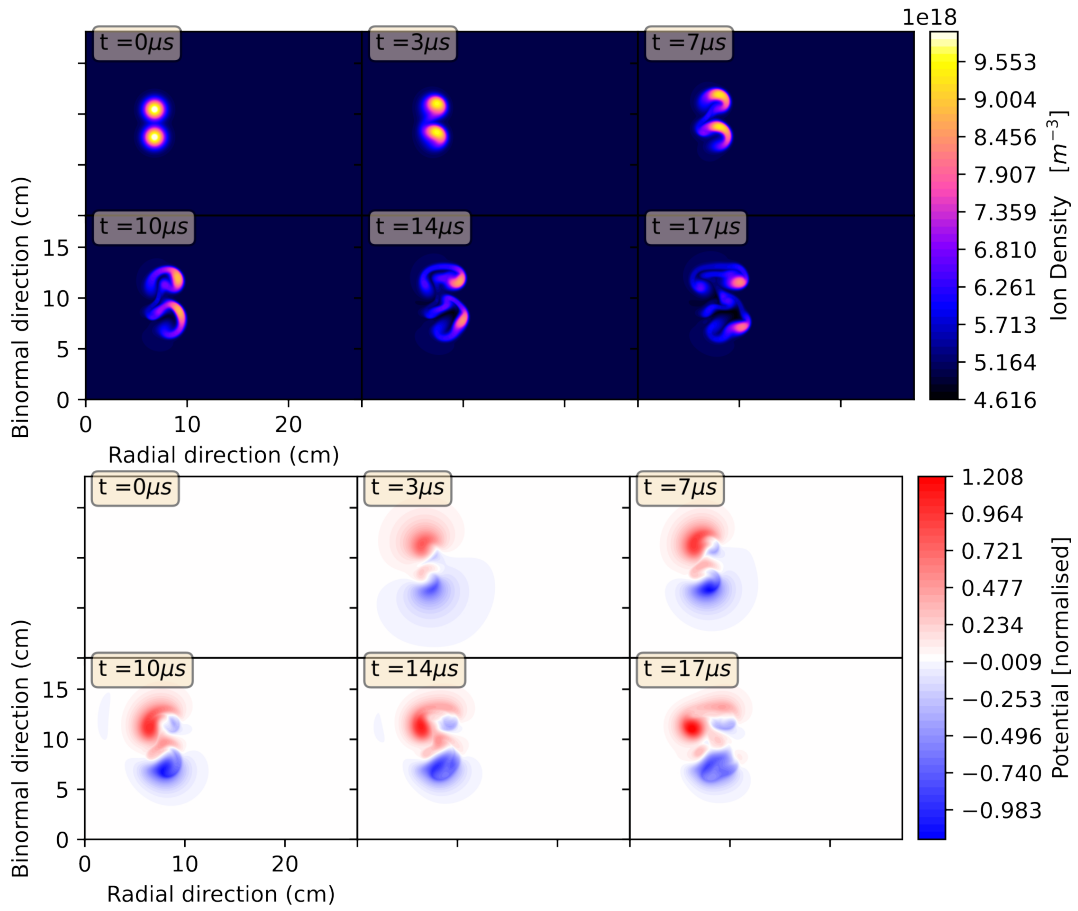 1e18
t =0μs
t =3μs
t =7μs
9.553
9.004
8.456
7.907
7.359
6.810
6.261
5.713
5.164
4.616
Ion Density [m⁻³]
t =10μs
t =14μs
t =17μs
15
10
5
0
Binormal direction (cm)
0
10
20
Radial direction (cm)
t =0μs
t =3μs
t =7μs
1.208
0.964
0.721
0.477
0.234
−0.009
−0.253
−0.496
−0.740
−0.983
Potential [normalised]
t =10μs
t =14μs
t =17μs
15
10
5
0
Binormal direction (cm)
0
10
20
Radial direction (cm)